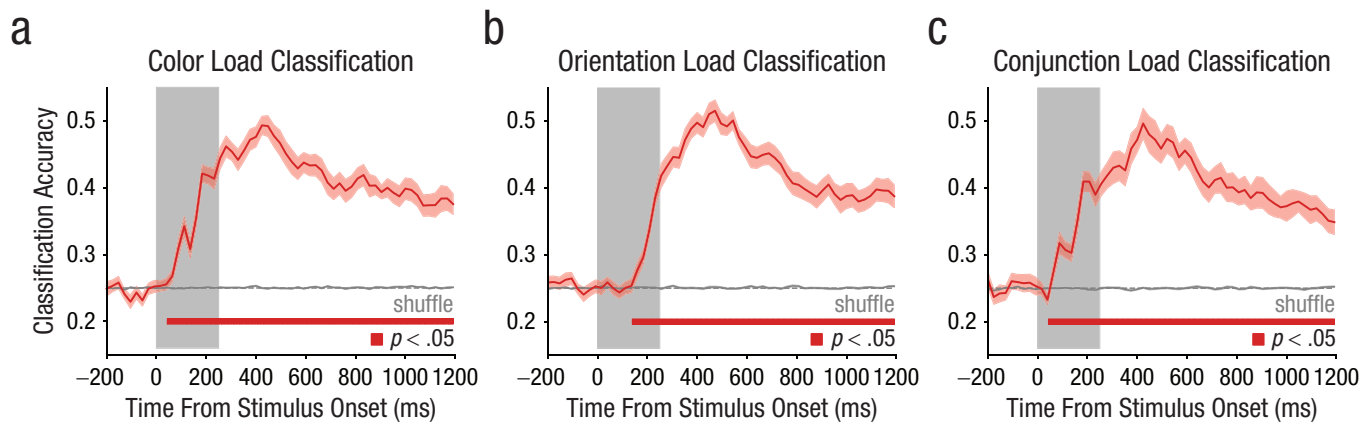 a
Color Load Classification
Classification Accuracy
0.5
0.4
0.3
0.2
shuffle
p < .05
−200 0 200 400 600 800 1000 1200
Time From Stimulus Onset (ms)
b
Orientation Load Classification
0.5
0.4
0.3
0.2
shuffle
p < .05
−200 0 200 400 600 800 1000 1200
Time From Stimulus Onset (ms)
c
Conjunction Load Classification
0.5
0.4
0.3
0.2
shuffle
p < .05
−200 0 200 400 600 800 1000 1200
Time From Stimulus Onset (ms)